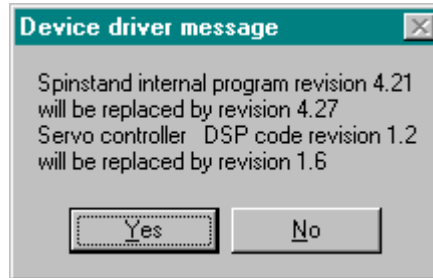 Device driver message
Spinstand internal program revision 4.21
will be replaced by revision 4.27
Servo controller DSP code revision 1.2
will be replaced by revision 1.6
Yes No